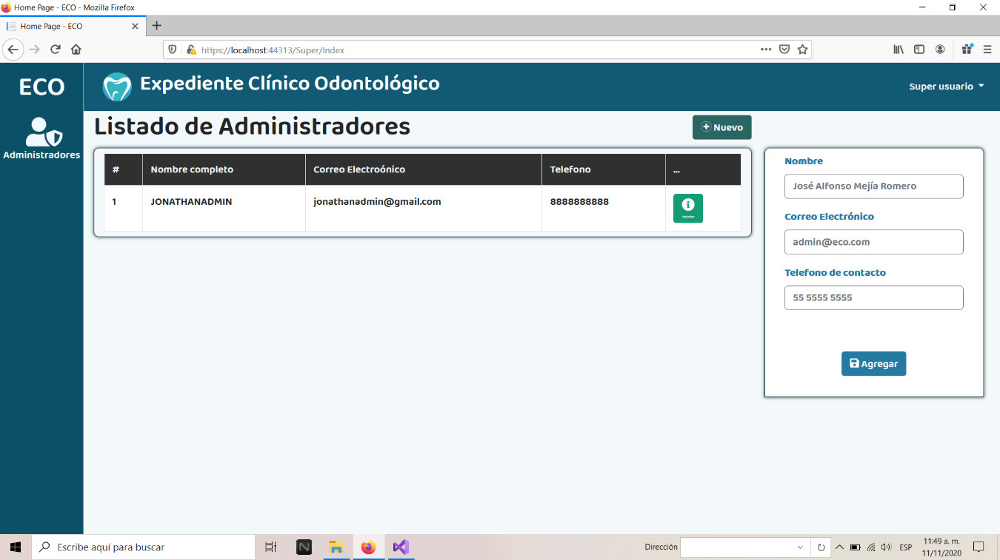 Home Page - ECO - Mozilla Firefox
Home Page - ECO
https://localhost:44313/Super/Index
ECO
Expediente Clínico Odontológico
Super usuario
Administradores
Listado de Administradores
Nuevo
# Nombre completo Correo Electroónico Telefono ...
1 JONATHANADMIN jonathanadmin@gmail.com 8888888888
Solicitar
Nombre
José Alfonso Mejía Romero
Correo Electrónico
admin@eco.com
Telefono de contacto
55 5555 5555
Agregar
Escribe aquí para buscar
Dirección
ESP
11:49 a. m.
11/11/2020